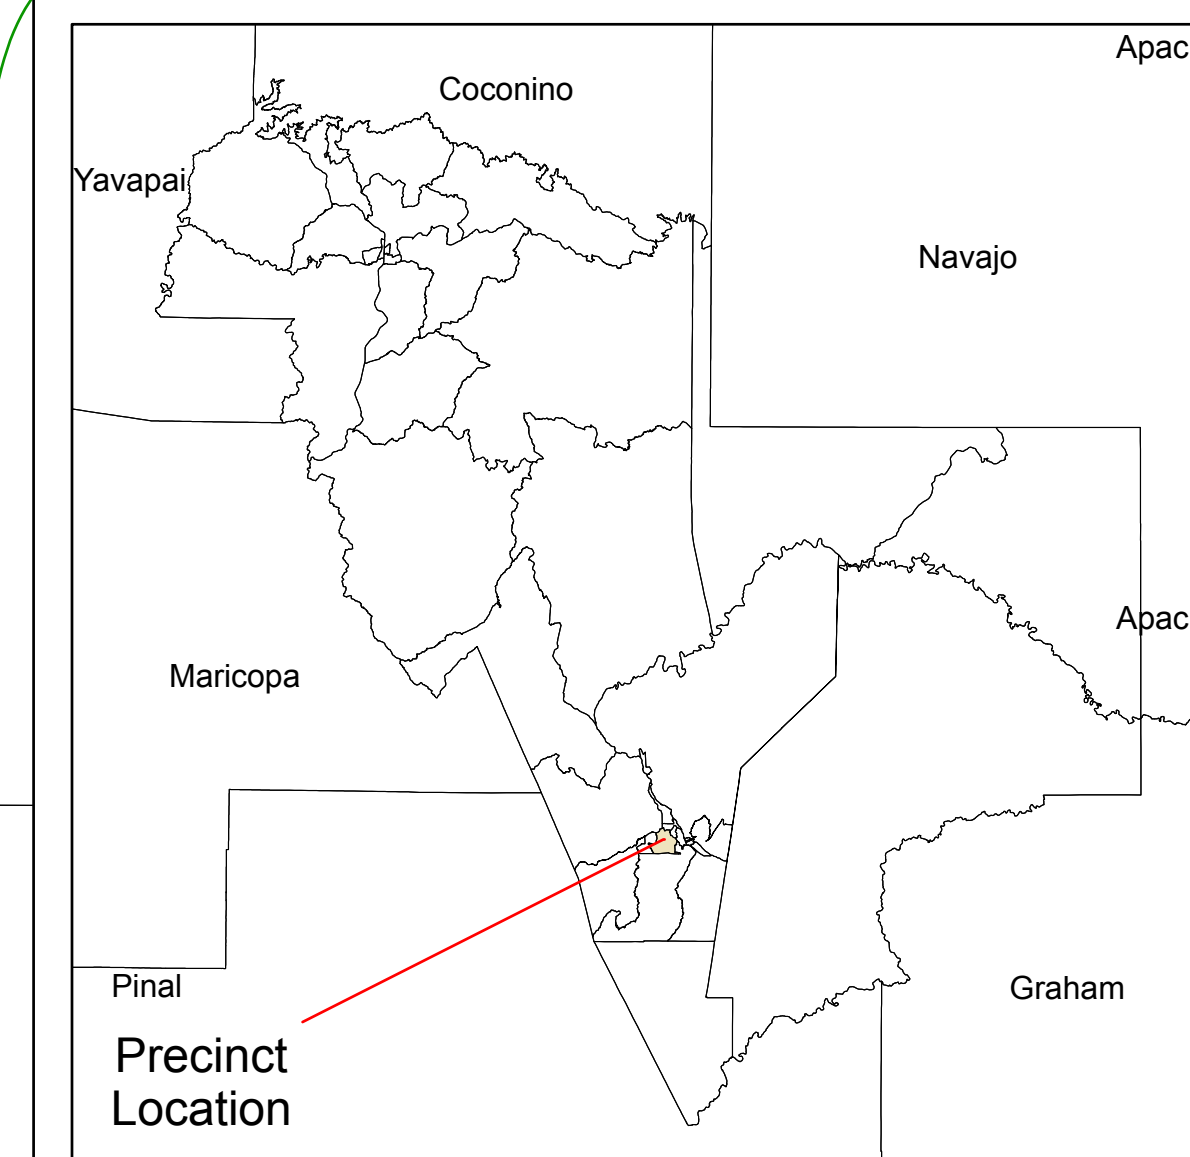 Apac
Coconino
Yavapai
Navajo
Apac
Maricopa
Pinal
Graham
Precinct
Location